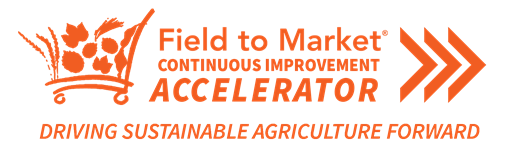 Field to Market®
CONTINUOUS IMPROVEMENT
ACCELERATOR
DRIVING SUSTAINABLE AGRICULTURE FORWARD